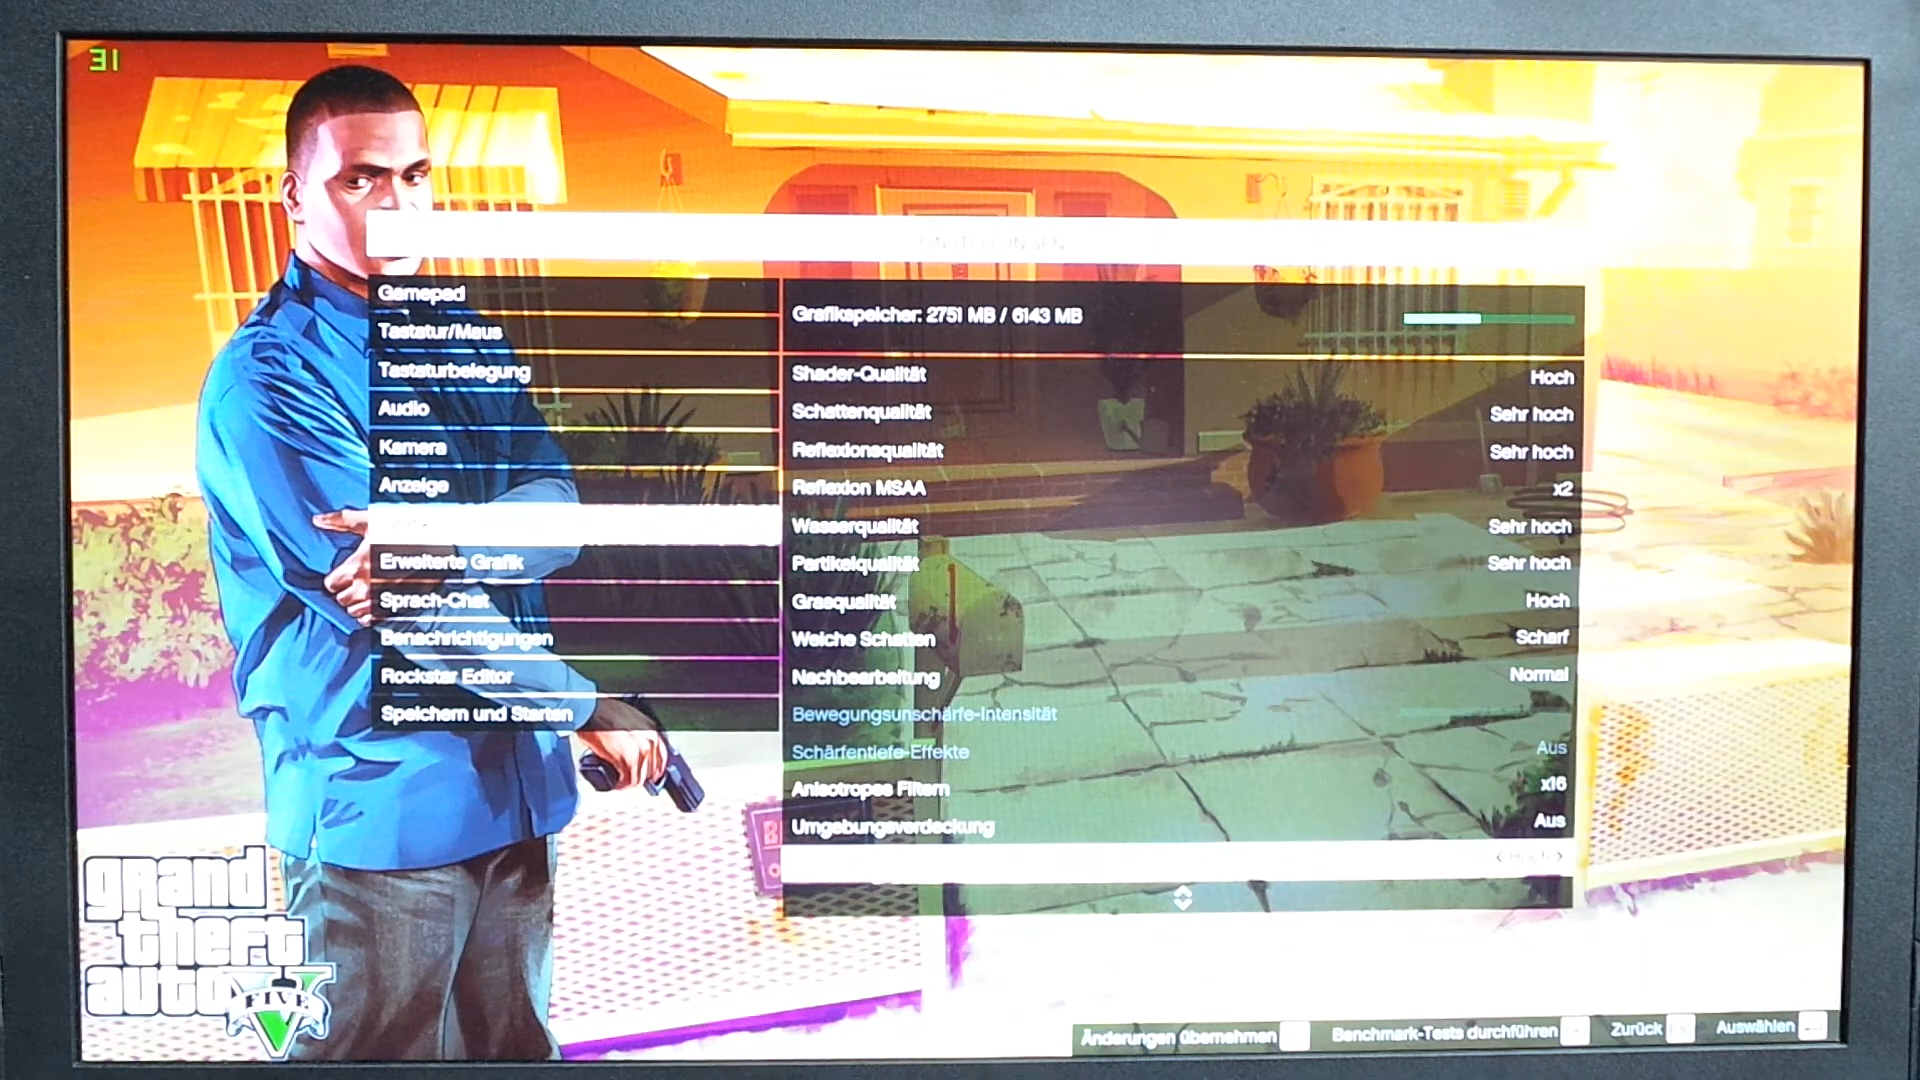 31
EINSTELLUNGEN
Gamepad
Tastatur/Maus
Tastaturbelegung
Audio
Kamera
Anzeige
Erweiterte Grafik
Sprach-Chat
Benachrichtigungen
Rockstar Editor
Speichern und Starten
Grafikspeicher: 2751 MB / 6143 MB
Shader-Qualität Hoch
Schattenqualität Sehr hoch
Reflexionsqualität Sehr hoch
Reflexion MSAA x2
Wasserqualität Sehr hoch
Partikelqualität Sehr hoch
Grasqualität Hoch
Weiche Schatten Scharf
Nachbearbeitung Normal
Bewegungsunschärfe-Intensität
Schärfentiefe-Effekte Aus
Anisotropes Filtern x16
Umgebungsverdeckung Aus
< Hoch >
grand
theft
auto
FIVE
V
Änderungen übernehmen Benchmark-Tests durchführen Zurück Auswählen